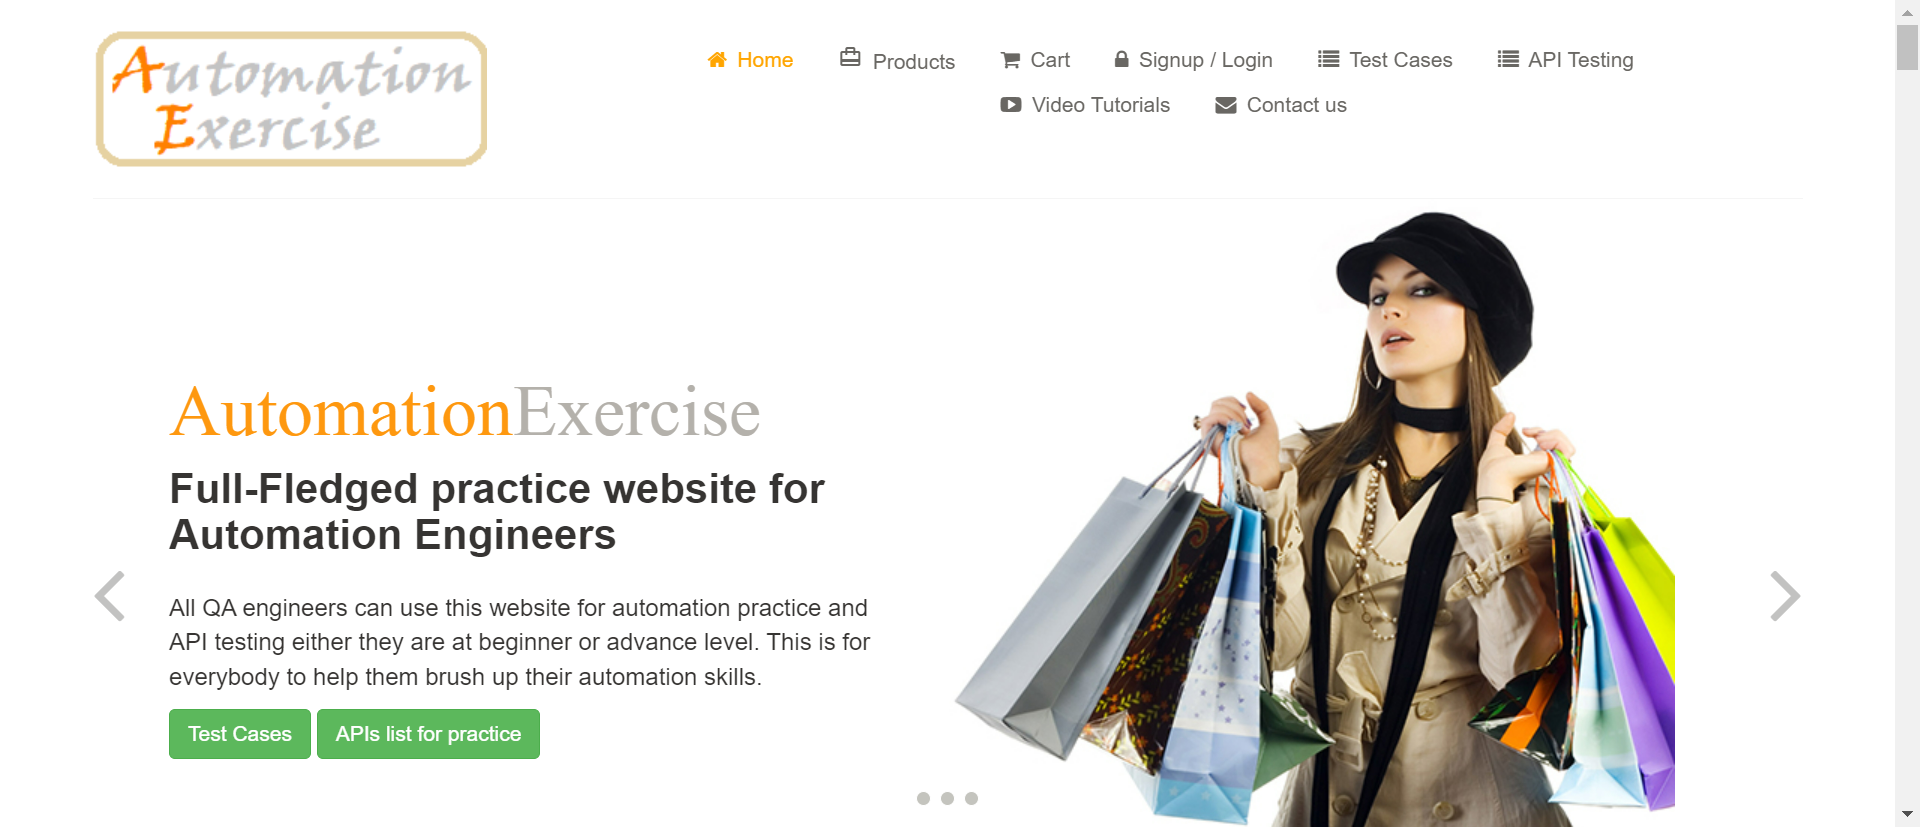 Automation
Exercise
Home
Products
Cart
Signup / Login
Test Cases
API Testing
Video Tutorials
Contact us
AutomationExercise
Full-Fledged practice website for
Automation Engineers
All QA engineers can use this website for automation practice and
API testing either they are at beginner or advance level. This is for
everybody to help them brush up their automation skills.
Test Cases
APIs list for practice